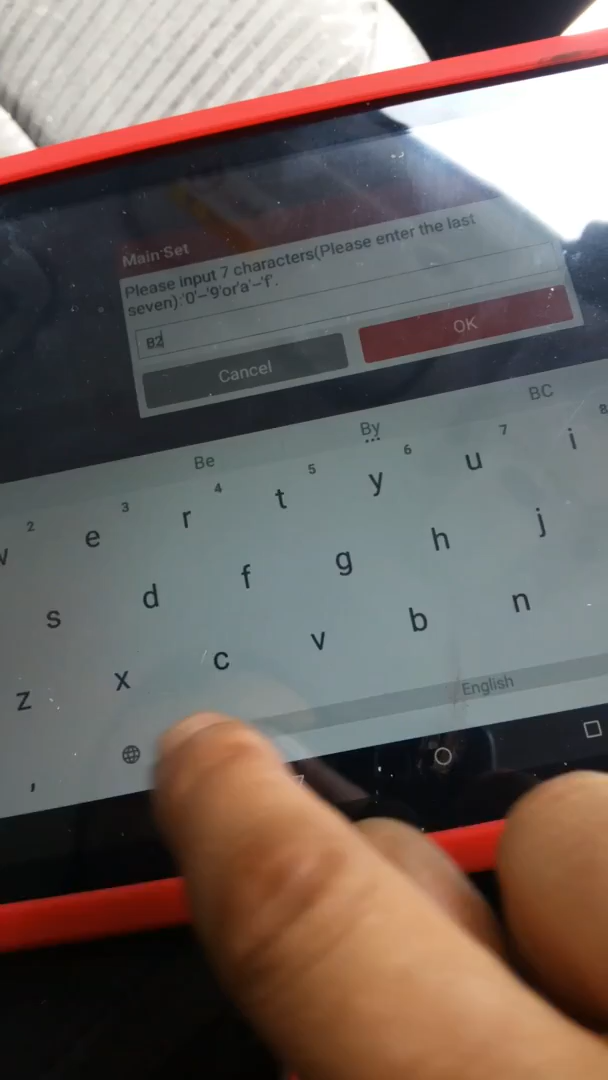 Main Set
Please input 7 characters(Please enter the last
seven):'0'–'9'or'a'–'f'.
B2
Cancel
OK
Be
By
BC
2
3
4
5
6
7
8
e
r
t
y
u
i
s
d
f
g
h
j
z
x
c
v
b
n
,
English